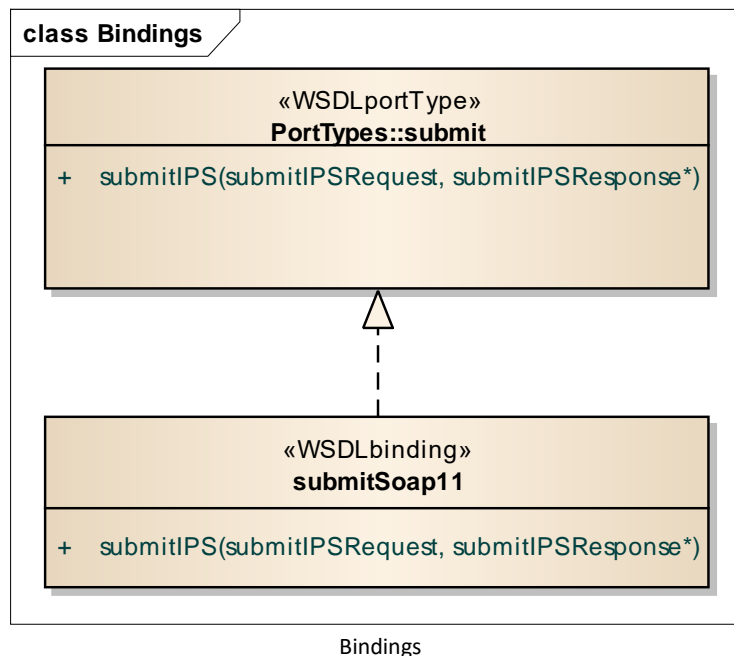 class Bindings
«WSDLportType»
PortTypes::submit
+ submitIPS(submitIPSRequest, submitIPSResponse*)
«WSDLbinding»
submitSoap11
+ submitIPS(submitIPSRequest, submitIPSResponse*)
Bindings